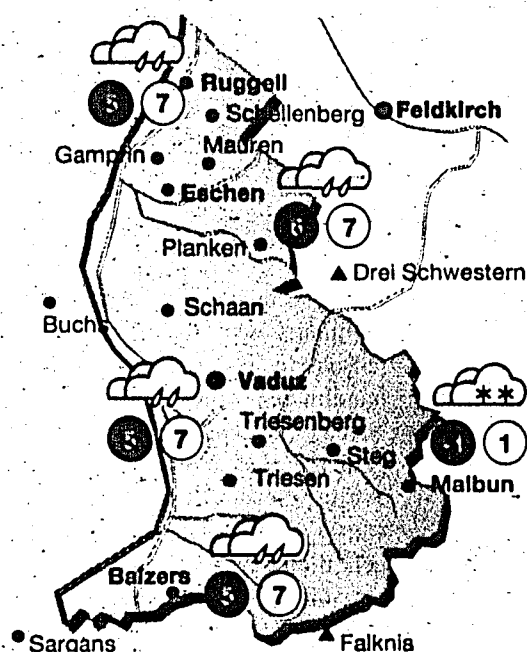 Ruggell
7
Schellenberg
Feldkirch
Gamprin
Mauren
Eschen
7
Planken
Drei Schwestern
Buchs
Schaan
Vaduz
7
Triesenberg
Steg
1
Triesen
Malbun
Balzers
7
Sargans
Falknis